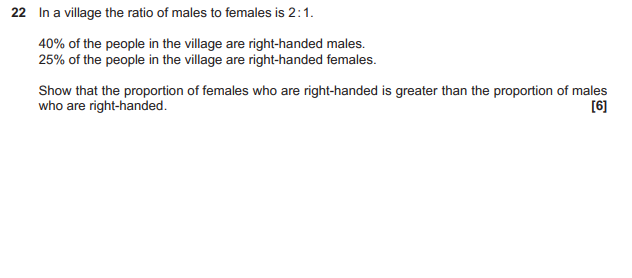 22 In a village the ratio of males to females is 2 : 1.
40% of the people in the village are right-handed males.
25% of the people in the village are right-handed females.
Show that the proportion of females who are right-handed is greater than the proportion of males
who are right-handed. [6]